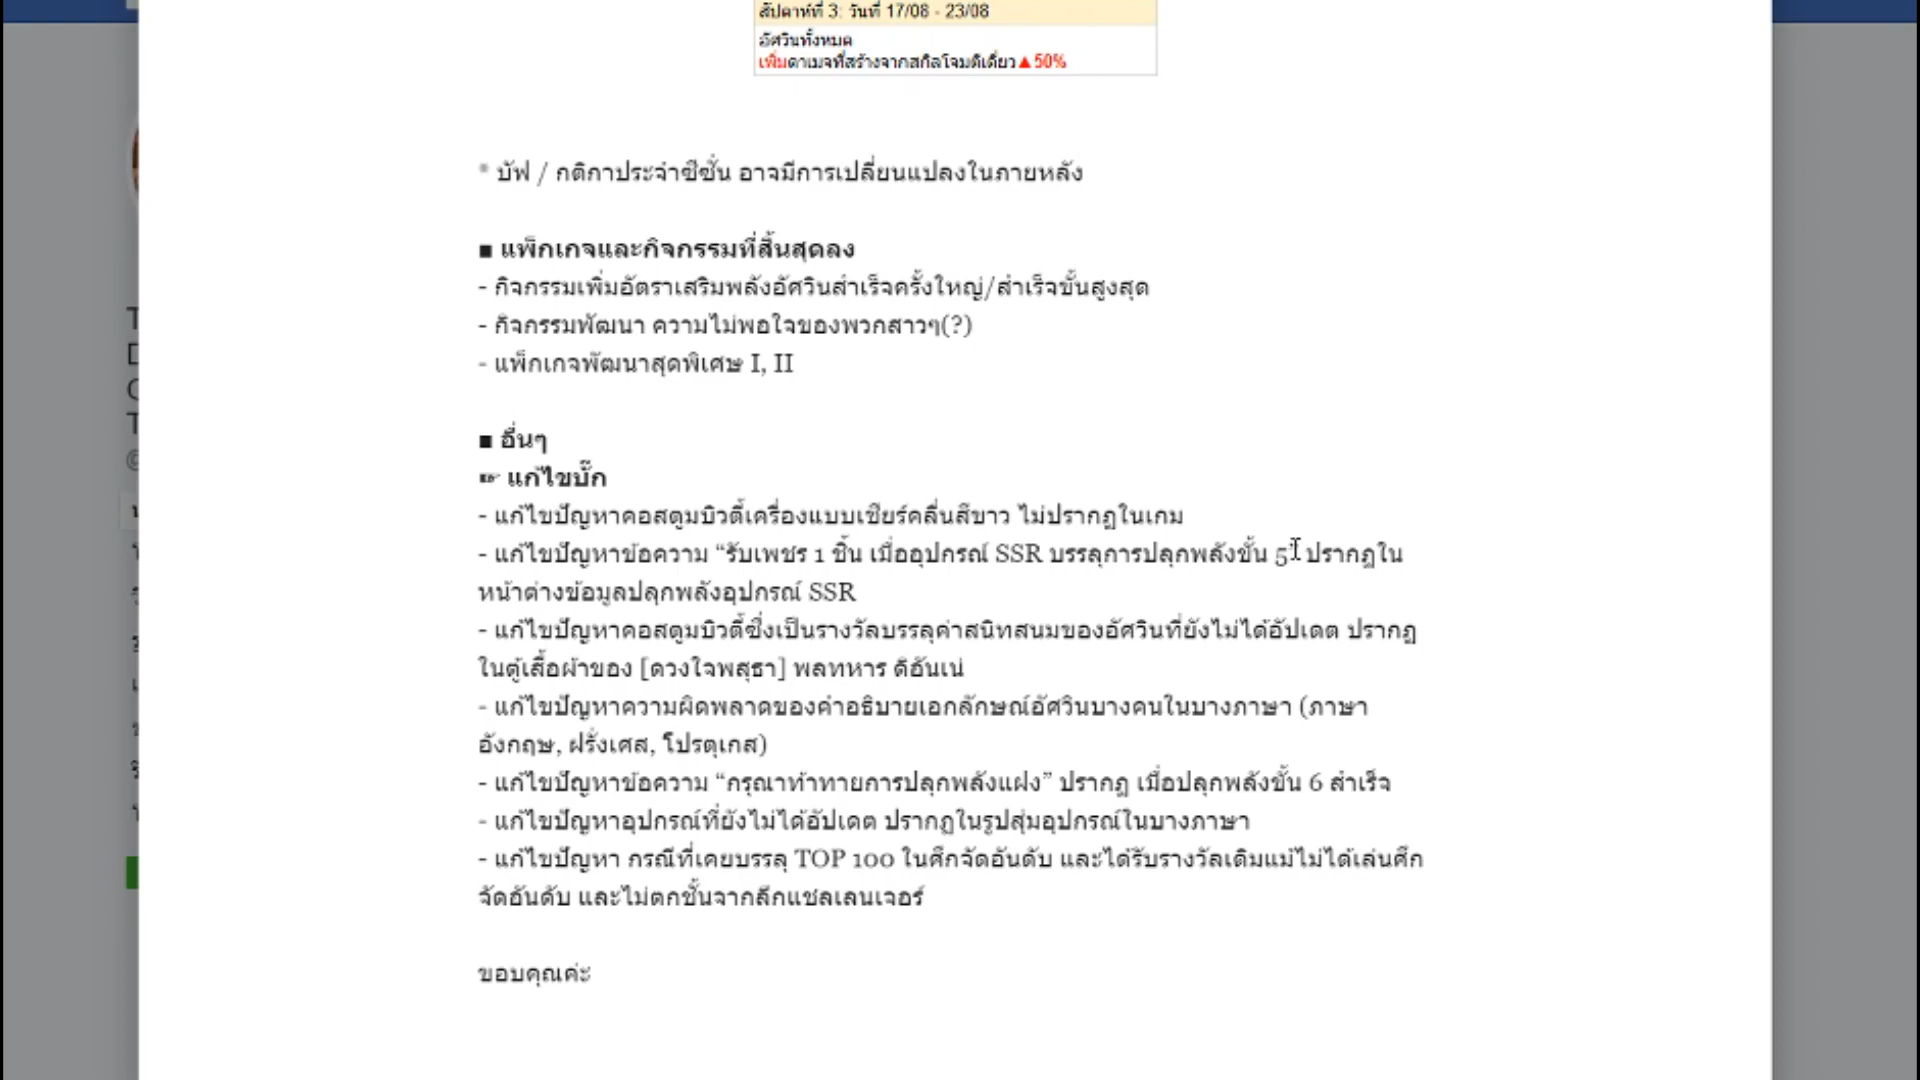 สัปดาห์ที่ 3: วันที่ 17/08 - 23/08
อัศวินทั้งหมด
เพิ่มดาเมจที่สร้างจากสกิลโจมตีเดี่ยว▲50%
* บัฟ / กติกาประจำซีซั่น อาจมีการเปลี่ยนแปลงในภายหลัง
■ แพ็กเกจและกิจกรรมที่สิ้นสุดลง
- กิจกรรมเพิ่มอัตราเสริมพลังอัศวินสำเร็จครั้งใหญ่/สำเร็จขั้นสูงสุด
- กิจกรรมพัฒนา ความไม่พอใจของพวกสาวๆ(?)
- แพ็กเกจพัฒนาสุดพิเศษ I, II
■ อื่นๆ
☛ แก้ไขบั๊ก
- แก้ไขปัญหาคอสตูมบิวตี้เครื่องแบบเชียร์คลื่นสีขาว ไม่ปรากฏในเกม
- แก้ไขปัญหาข้อความ “รับเพชร 1 ชิ้น เมื่ออุปกรณ์ SSR บรรลุการปลุกพลังขั้น 5” ปรากฏใน
หน้าต่างข้อมูลปลุกพลังอุปกรณ์ SSR
- แก้ไขปัญหาคอสตูมบิวตี้ซึ่งเป็นรางวัลบรรลุค่าสนิทสนมของอัศวินที่ยังไม่ได้อัปเดต ปรากฏ
ในตู้เสื้อผ้าของ [ดวงใจพสุธา] พลทหาร ดิอันเน่
- แก้ไขปัญหาความผิดพลาดของคำอธิบายเอกลักษณ์อัศวินบางคนในบางภาษา (ภาษา
อังกฤษ, ฝรั่งเศส, โปรตุเกส)
- แก้ไขปัญหาข้อความ “กรุณาท้าทายการปลุกพลังแฝง” ปรากฏ เมื่อปลุกพลังขั้น 6 สำเร็จ
- แก้ไขปัญหาอุปกรณ์ที่ยังไม่ได้อัปเดต ปรากฏในรูปสุ่มอุปกรณ์ในบางภาษา
- แก้ไขปัญหา กรณีที่เคยบรรลุ TOP 100 ในศึกจัดอันดับ และได้รับรางวัลเดิมแม้ไม่ได้เล่นศึก
จัดอันดับ และไม่ตกชั้นจากลีกแชลเลนเจอร์
ขอบคุณค่ะ